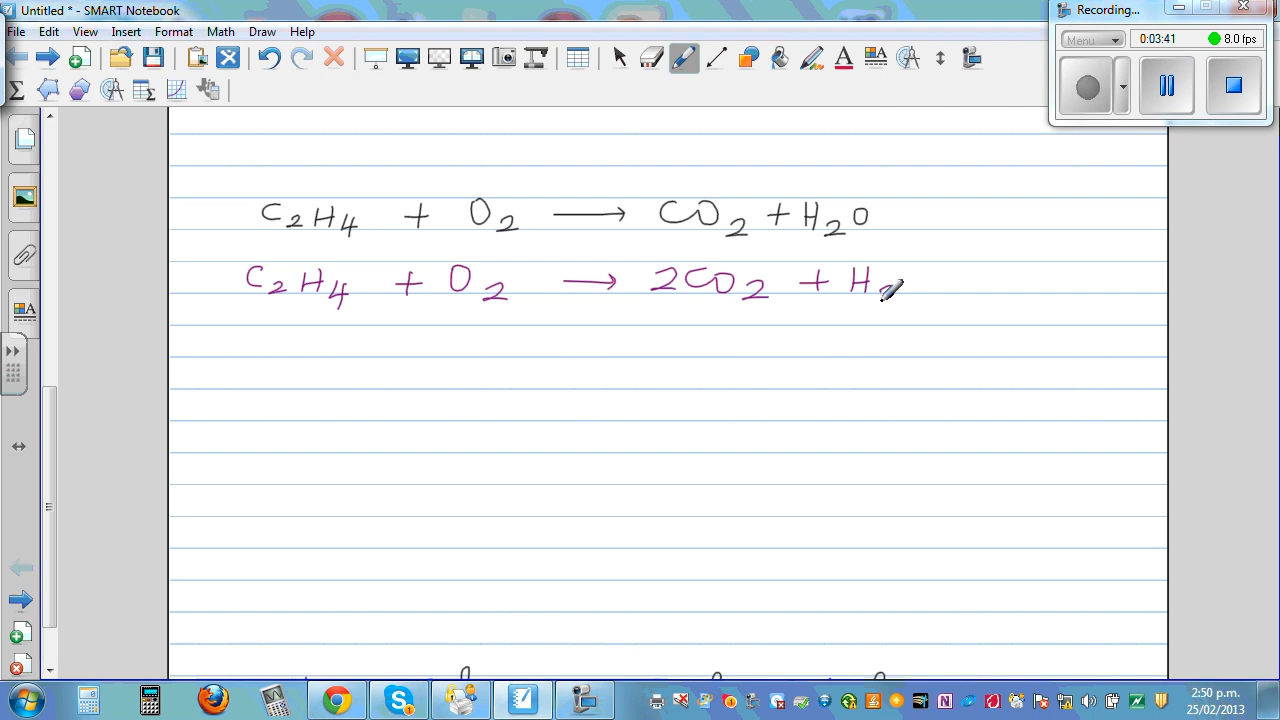 Untitled * - SMART Notebook
File Edit View Insert Format Math Draw Help
Recording...
Menu 0:03:41 8.0 fps
C₂H₄ + O₂ ⟶ CO₂ + H₂O
C₂H₄ + O₂ ⟶ 2CO₂ + H₂
2:50 p.m.
25/02/2013